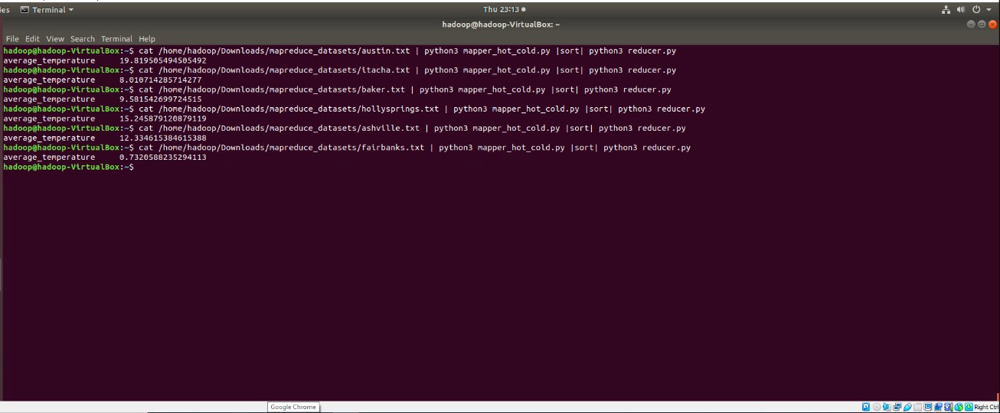 ies Terminal Thu 23:13
hadoop@hadoop-VirtualBox: ~
File Edit View Search Terminal Help
hadoop@hadoop-VirtualBox:~$ cat /home/hadoop/Downloads/mapreduce_datasets/austin.txt | python3 mapper_hot_cold.py |sort| python3 reducer.py
average_temperature 19.819505494505492
hadoop@hadoop-VirtualBox:~$ cat /home/hadoop/Downloads/mapreduce_datasets/itacha.txt | python3 mapper_hot_cold.py |sort| python3 reducer.py
average_temperature 8.010714285714277
hadoop@hadoop-VirtualBox:~$ cat /home/hadoop/Downloads/mapreduce_datasets/baker.txt | python3 mapper_hot_cold.py |sort| python3 reducer.py
average_temperature 9.581542699724515
hadoop@hadoop-VirtualBox:~$ cat /home/hadoop/Downloads/mapreduce_datasets/hollysprings.txt | python3 mapper_hot_cold.py |sort| python3 reducer.py
average_temperature 15.245879120879119
hadoop@hadoop-VirtualBox:~$ cat /home/hadoop/Downloads/mapreduce_datasets/ashville.txt | python3 mapper_hot_cold.py |sort| python3 reducer.py
average_temperature 12.334615384615388
hadoop@hadoop-VirtualBox:~$ cat /home/hadoop/Downloads/mapreduce_datasets/fairbanks.txt | python3 mapper_hot_cold.py |sort| python3 reducer.py
average_temperature 0.7320588235294113
hadoop@hadoop-VirtualBox:~$
Google Chrome
Right Ctrl